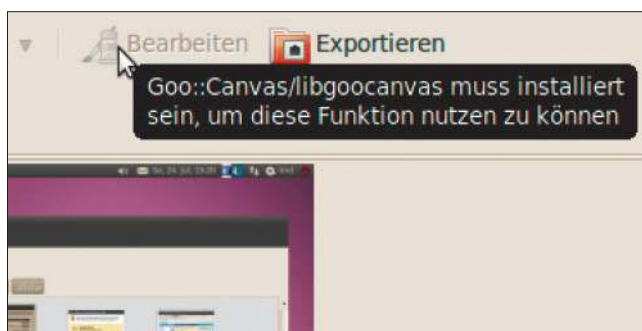 Bearbeiten Exportieren
Goo::Canvas/libgoocanvas muss installiert
sein, um diese Funktion nutzen zu können